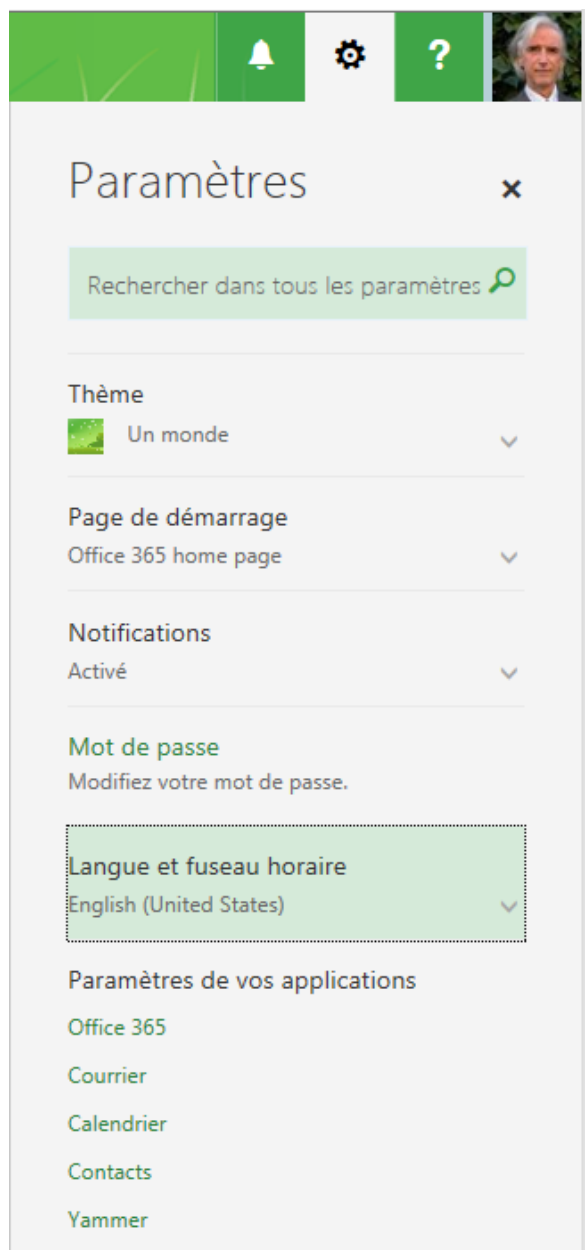 ?
Paramètres
Rechercher dans tous les paramètres
Thème
Un monde
Page de démarrage
Office 365 home page
Notifications
Activé
Mot de passe
Modifiez votre mot de passe.
Langue et fuseau horaire
English (United States)
Paramètres de vos applications
Office 365
Courrier
Calendrier
Contacts
Yammer